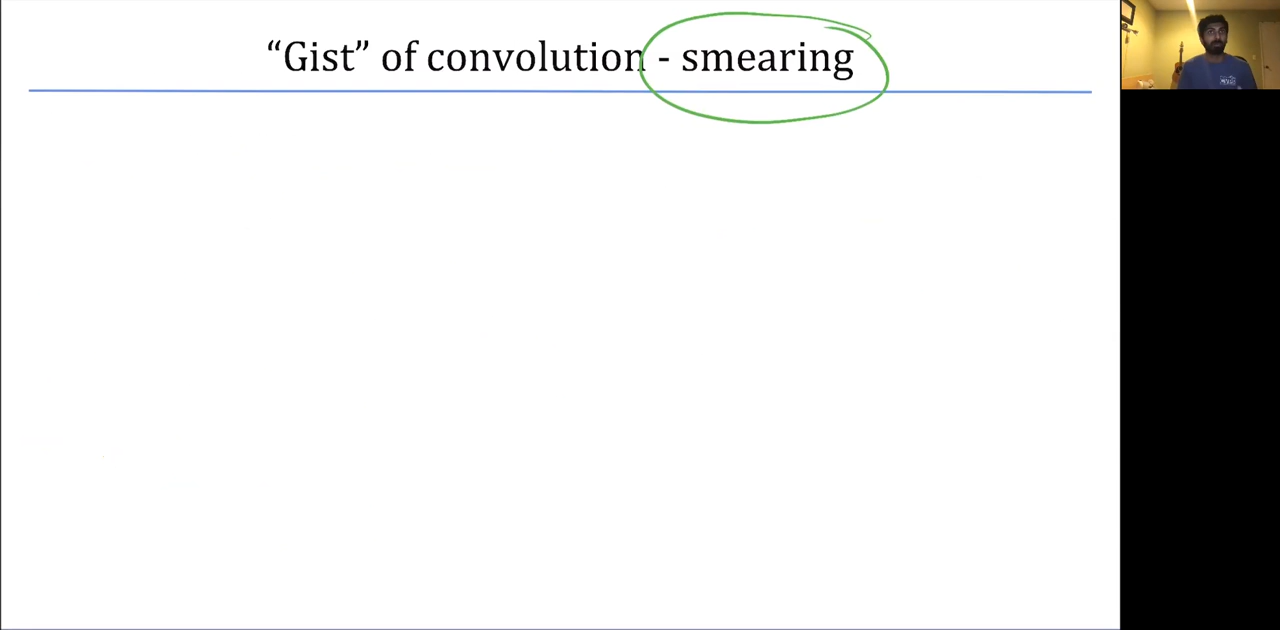 “Gist” of convolution - smearing